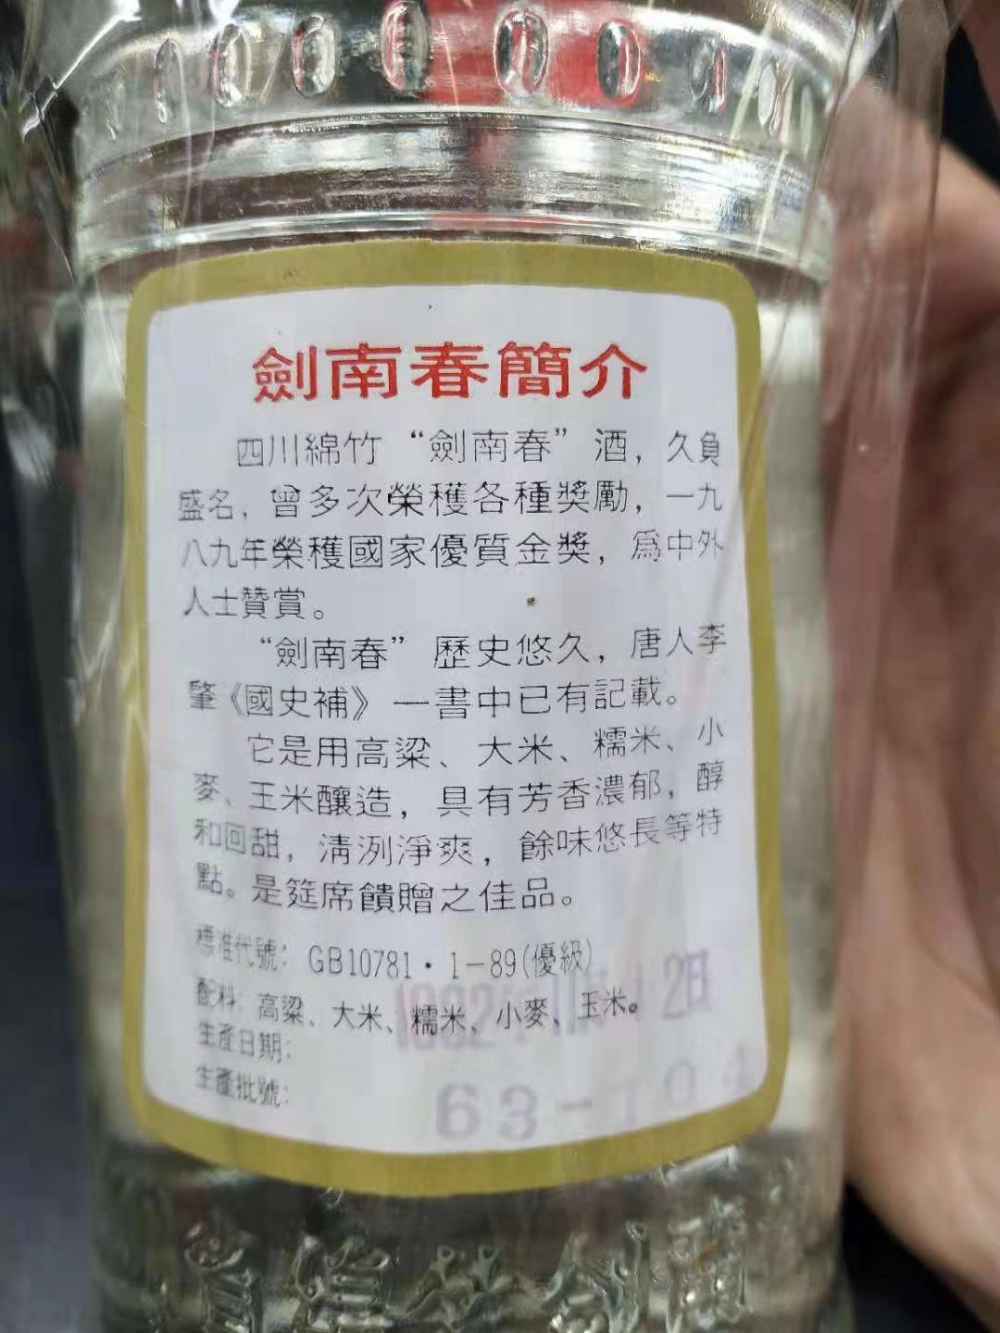 劍南春簡介
四川綿竹“劍南春”酒，久負
盛名，曾多次榮獲各種獎勵，一九
八九年榮獲國家優質金獎，爲中外
人士贊賞。
“劍南春”歷史悠久，唐人李
肇《國史補》一書中已有記載。
它是用高粱、大米、糯米、小
麥、玉米釀造，具有芳香濃郁，醇
和回甜，清洌淨爽，餘味悠長等特
點。是筵席饋贈之佳品。
標准代號：GB10781·1-89(優級)
配料：高粱、大米、糯米、小麥、玉米。
生產日期：
生產批號：
63-104